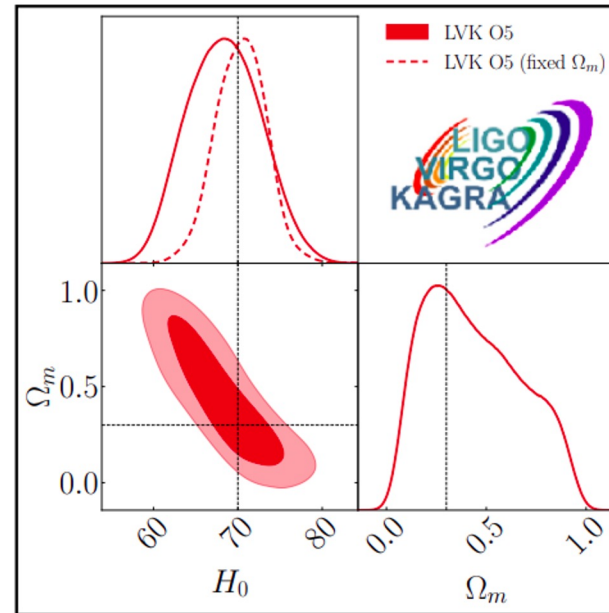 LVK O5
LVK O5 (fixed Ωₘ)
LIGO
VIRGO
KAGRA
1.0
0.5
0.0
Ωₘ
60
70
80
H₀
0.0
0.5
1.0
Ωₘ